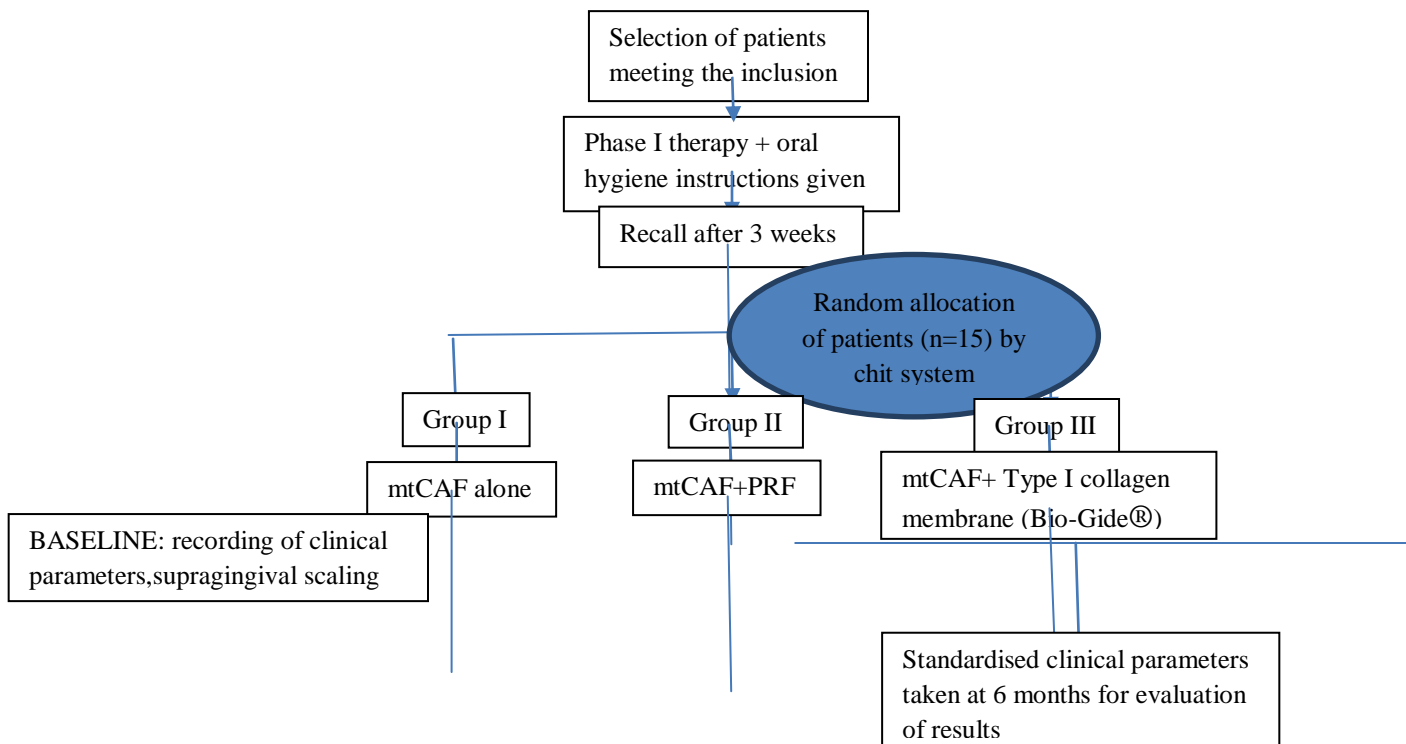 Selection of patients
meeting the inclusion
Phase I therapy + oral
hygiene instructions given
Recall after 3 weeks
Random allocation
of patients (n=15) by
chit system
Group I
Group II
Group III
mtCAF alone
mtCAF+PRF
mtCAF+ Type I collagen
membrane (Bio-Gide®)
BASELINE: recording of clinical
parameters,supragingival scaling
Standardised clinical parameters
taken at 6 months for evaluation
of results